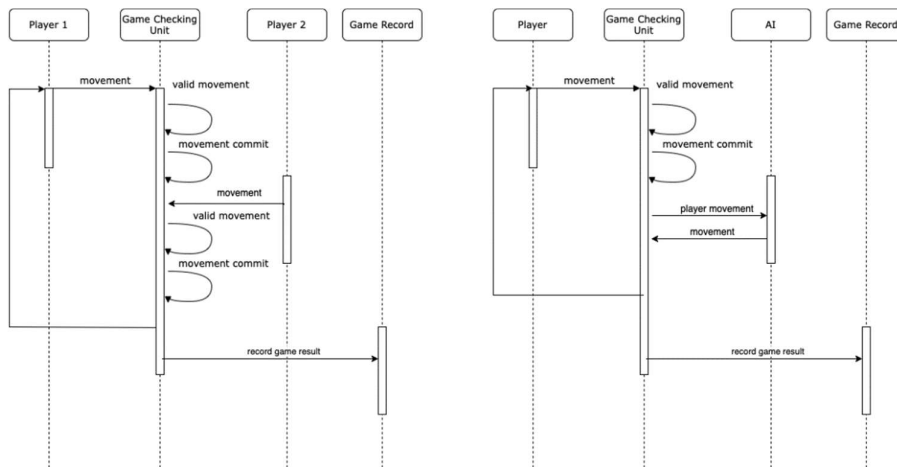 Player 1
Game Checking
Unit
Player 2
Game Record
movement
valid movement
movement commit
movement
valid movement
movement commit
record game result
Player
Game Checking
Unit
AI
Game Record
movement
valid movement
movement commit
player movement
movement
record game result